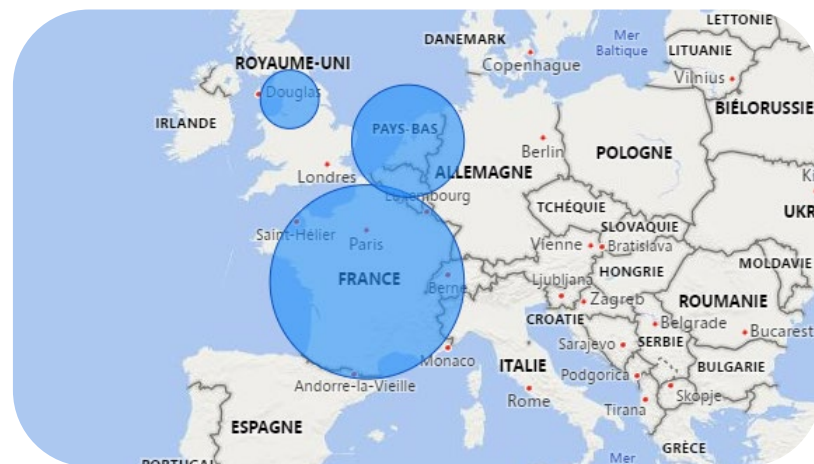 LETTONIE
DANEMARK
Mer
Baltique
LITUANIE
Copenhague
ROYAUME-UNI
Vilnius
Douglas
BIÉLORUSSIE
IRLANDE
PAYS-BAS
Berlin
POLOGNE
Londres
ALLEMAGNE
Luxembourg
TCHÉQUIE
UKR
SLOVAQUIE
Saint-Hélier
Paris
Vienne
Bratislava
MOLDAVIE
HONGRIE
FRANCE
Berne
Ljubljana
Zagreb
ROUMANIE
CROATIE
Belgrade
Bucarest
SERBIE
Sarajevo
Monaco
ITALIE
BULGARIE
Podgorica
Andorre-la-Vieille
Rome
Skopje
Tirana
ESPAGNE
GRÈCE
Mer
PORTUGAL